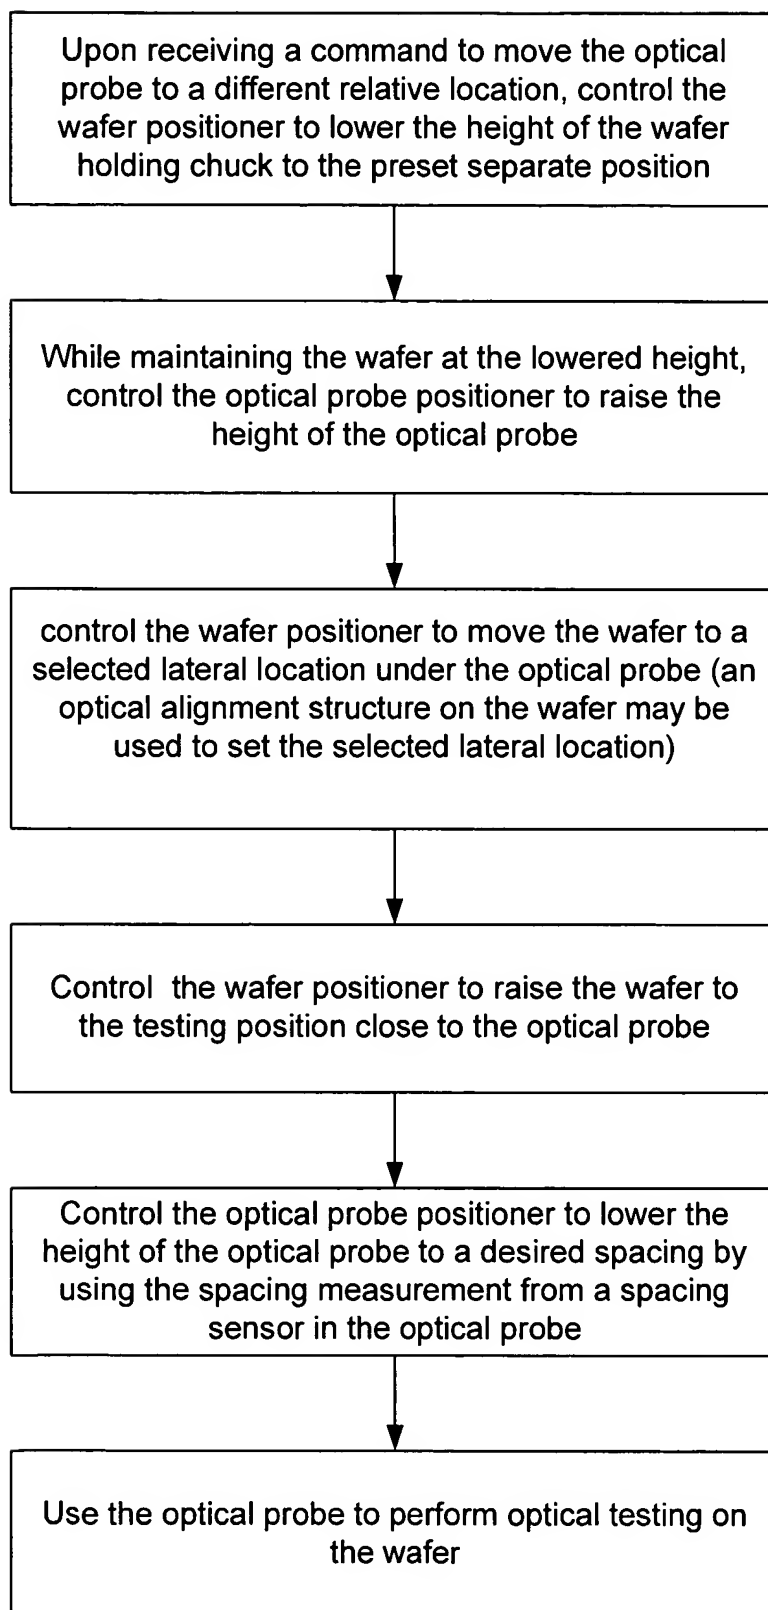 Upon receiving a command to move the optical
probe to a different relative location, control the
wafer positioner to lower the height of the wafer
holding chuck to the preset separate position
While maintaining the wafer at the lowered height,
control the optical probe positioner to raise the
height of the optical probe
control the wafer positioner to move the wafer to a
selected lateral location under the optical probe (an
optical alignment structure on the wafer may be
used to set the selected lateral location)
Control  the wafer positioner to raise the wafer to
the testing position close to the optical probe
Control the optical probe positioner to lower the
height of the optical probe to a desired spacing by
using the spacing measurement from a spacing
sensor in the optical probe
Use the optical probe to perform optical testing on
the wafer